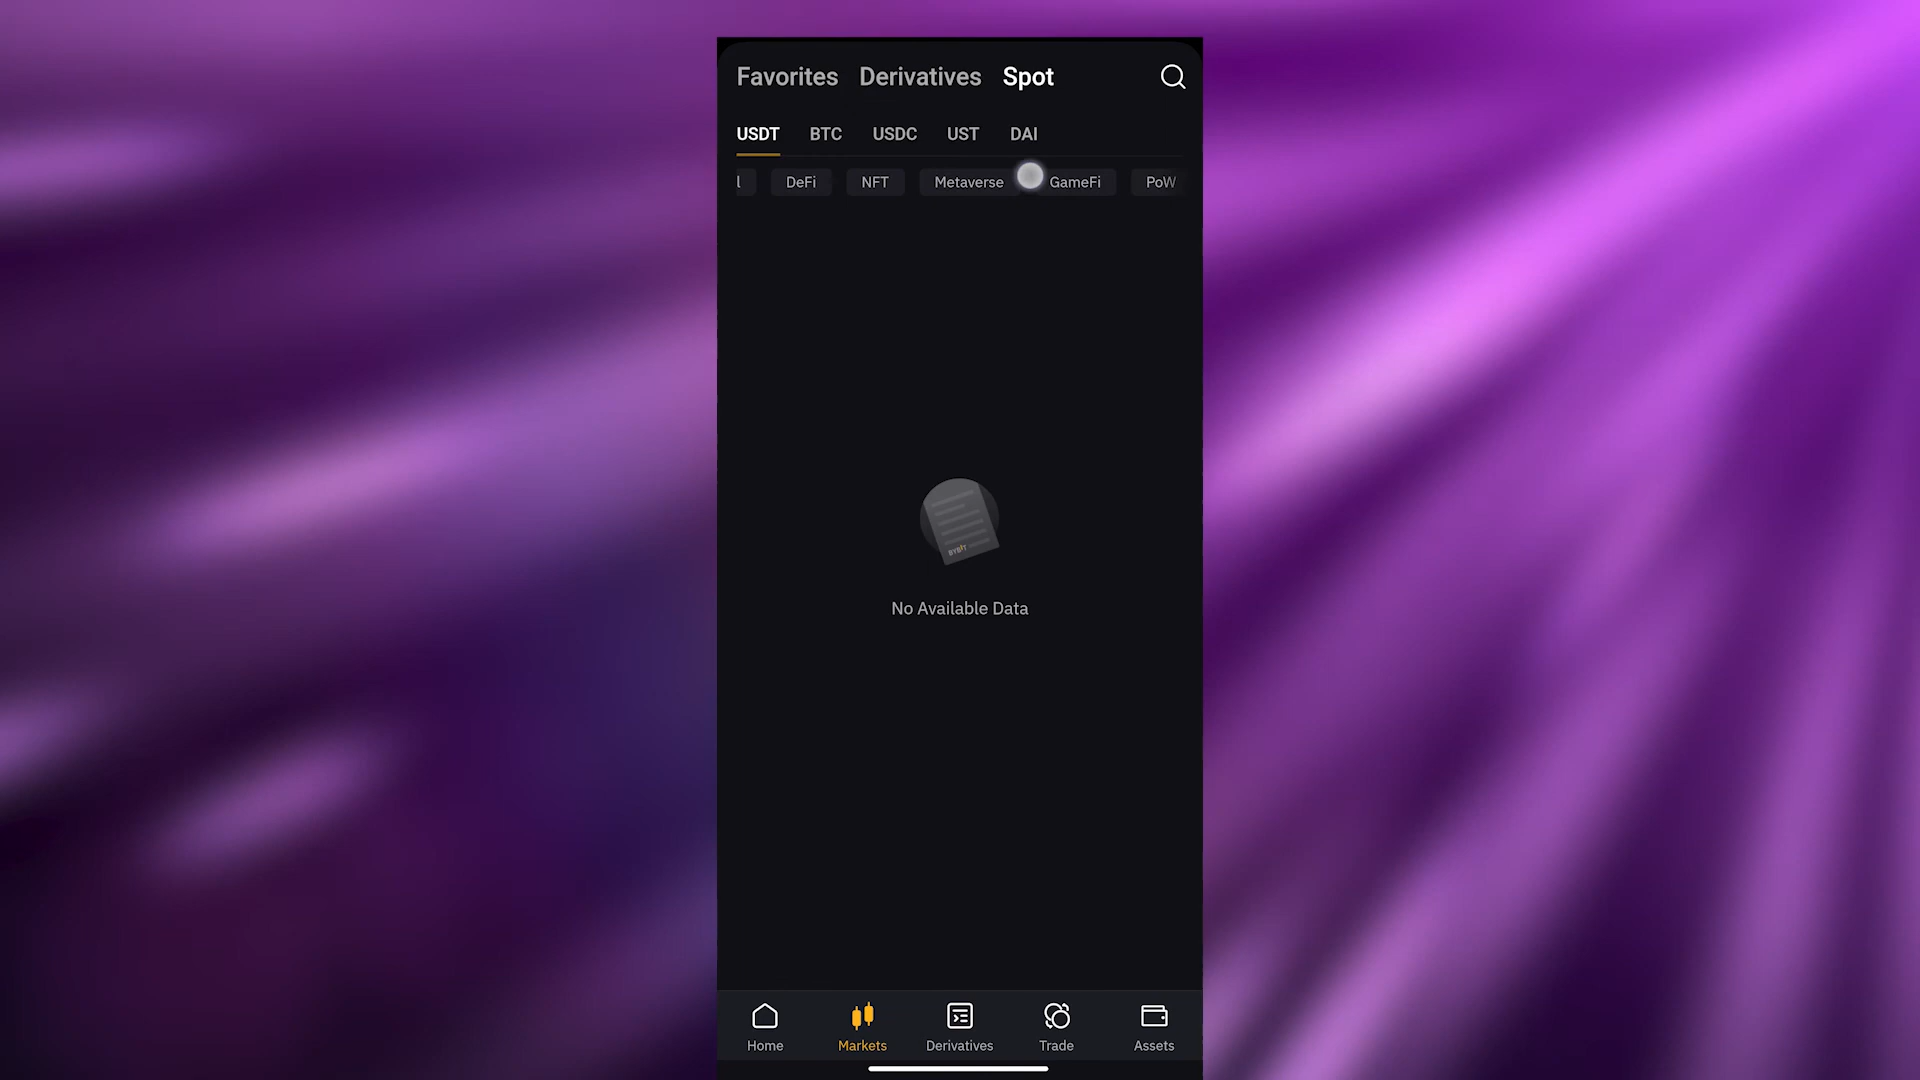 Favorites Derivatives Spot
USDT BTC USDC UST DAI
l DeFi NFT Metaverse GameFi PoW
BYBIT
No Available Data
Home Markets Derivatives Trade Assets